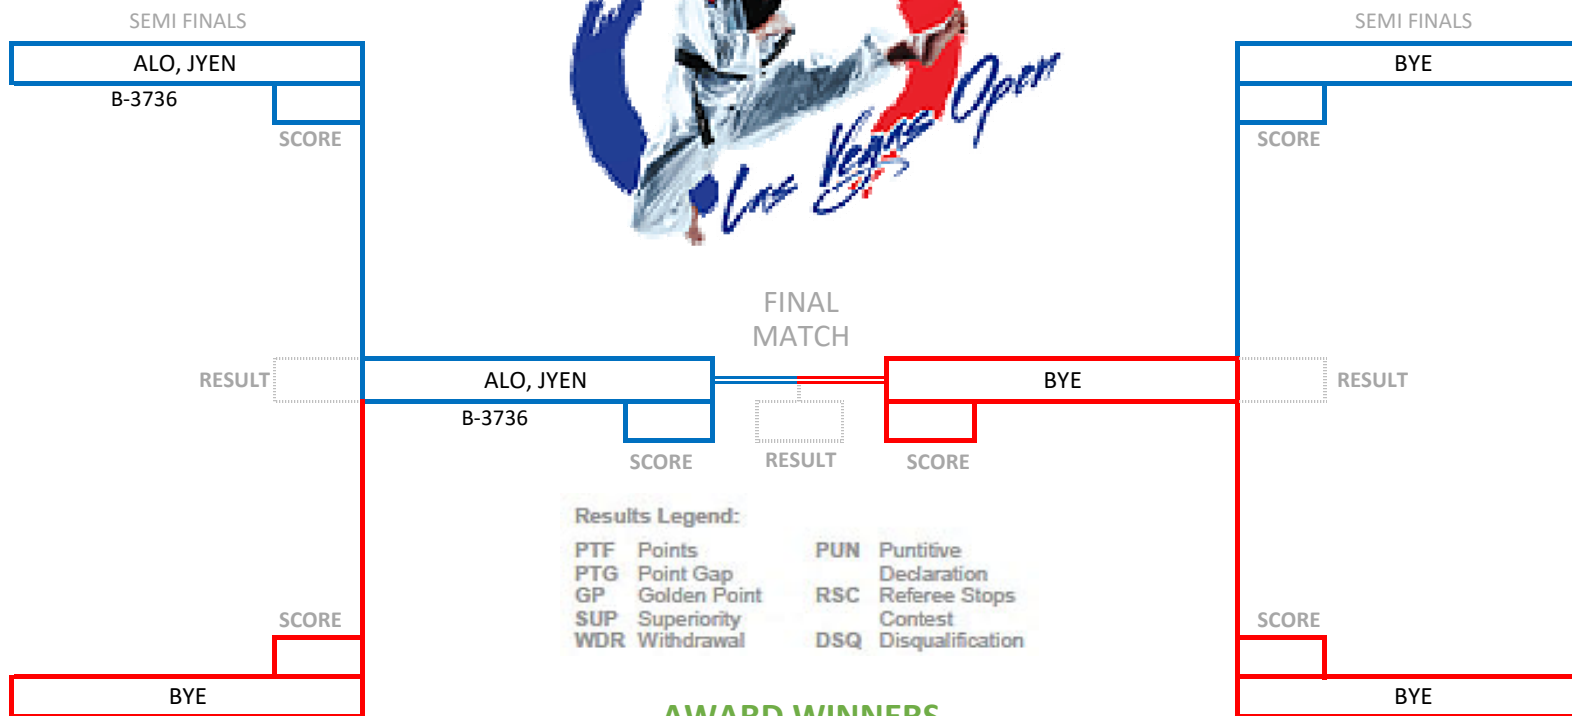 SEMI FINALS
SEMI FINALS
ALO, JYEN
BYE
B-3736
SCORE
SCORE
Las Vegas Open
FINAL
MATCH
RESULT
ALO, JYEN
BYE
RESULT
B-3736
SCORE
RESULT
SCORE
Results Legend:
PTF Points
PTG Point Gap
GP Golden Point
SUP Superiority
WDR Withdrawal
PUN Puntitive
Declaration
RSC Referee Stops
Contest
DSQ Disqualification
SCORE
SCORE
BYE
BYE
AWARD WINNERS